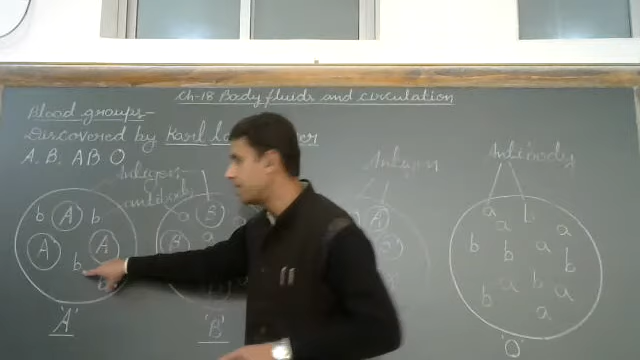 Ch-18 Body fluids and circulation
Blood groups-
Discovered by Karl
A, B, AB O
Antigen
antibody
Antigen
Antibody
b A b
A A
b
b
'A'
a B
a
B
'B'
A
B
a b a
b b a b
b a b a
a
'O'